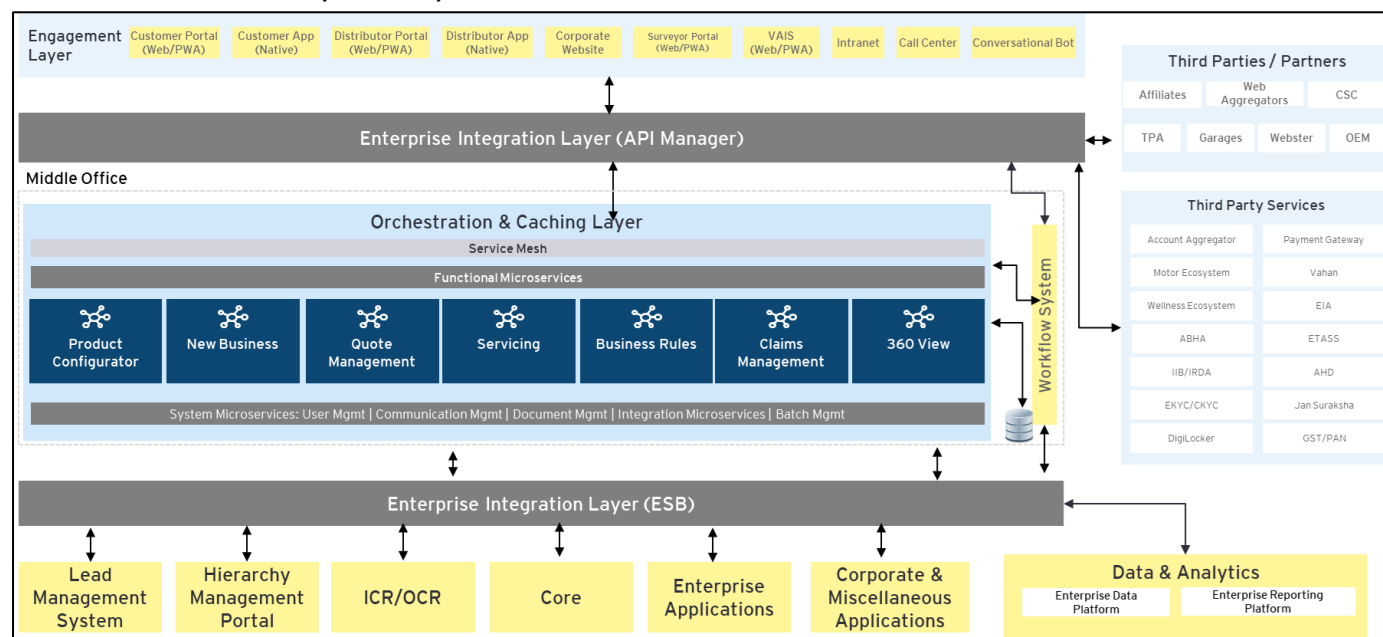 Engagement
Layer
Customer Portal
(Web/PWA)
Customer App
(Native)
Distributor Portal
(Web/PWA)
Distributor App
(Native)
Corporate
Website
Surveyor Portal
(Web/PWA)
VAIS
(Web/PWA)
Intranet
Call Center
Conversational Bot
Enterprise Integration Layer (API Manager)
Third Parties / Partners
Affiliates
Web
Aggregators
CSC
TPA
Garages
Webster
OEM
Middle Office
Orchestration & Caching Layer
Service Mesh
Functional Microservices
Product
Configurator
New Business
Quote
Management
Servicing
Business Rules
Claims
Management
360 View
System Microservices: User Mgmt | Communication Mgmt | Document Mgmt | Integration Microservices | Batch Mgmt
Workflow System
Third Party Services
Account Aggregator
Payment Gateway
Motor Ecosystem
Vahan
Wellness Ecosystem
EIA
ABHA
ETASS
IIB/IRDA
AHD
EKYC/CKYC
Jan Suraksha
DigiLocker
GST/PAN
Enterprise Integration Layer (ESB)
Lead
Management
System
Hierarchy
Management
Portal
ICR/OCR
Core
Enterprise
Applications
Corporate &
Miscellaneous
Applications
Data & Analytics
Enterprise Data
Platform
Enterprise Reporting
Platform